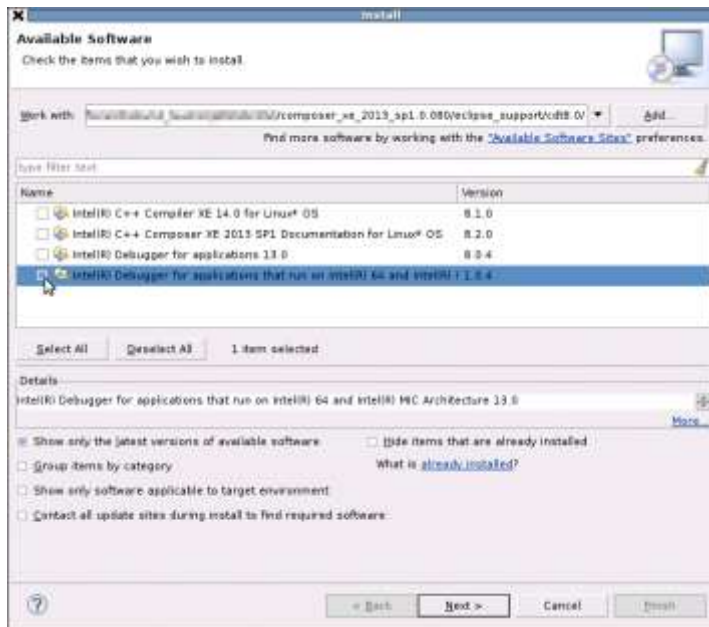 Install
Available Software
Check the items that you wish to install.
Work with: /composer_xe_2013_sp1.0.080/eclipse_support/cdt8.0/ Add...
Find more software by working with the "Available Software Sites" preferences.
type filter text
Name Version
Intel(R) C++ Compiler XE 14.0 for Linux* OS 8.1.0
Intel(R) C++ Composer XE 2013 SP1 Documentation for Linux* OS 8.2.0
Intel(R) Debugger for applications 13.0 8.0.4
Intel(R) Debugger for applications that run on Intel(R) 64 and Intel(R) 1.0.4
Select All Deselect All 1 item selected
Details
Intel(R) Debugger for applications that run on Intel(R) 64 and Intel(R) MIC Architecture 13.0
More...
Show only the latest versions of available software Hide items that are already installed
Group items by category What is already installed?
Show only software applicable to target environment
Contact all update sites during install to find required software
< Back Next > Cancel Finish